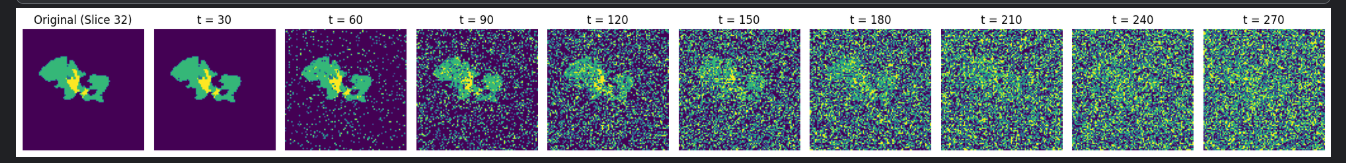 Original (Slice 32) t = 30 t = 60 t = 90 t = 120 t = 150 t = 180 t = 210 t = 240 t = 270